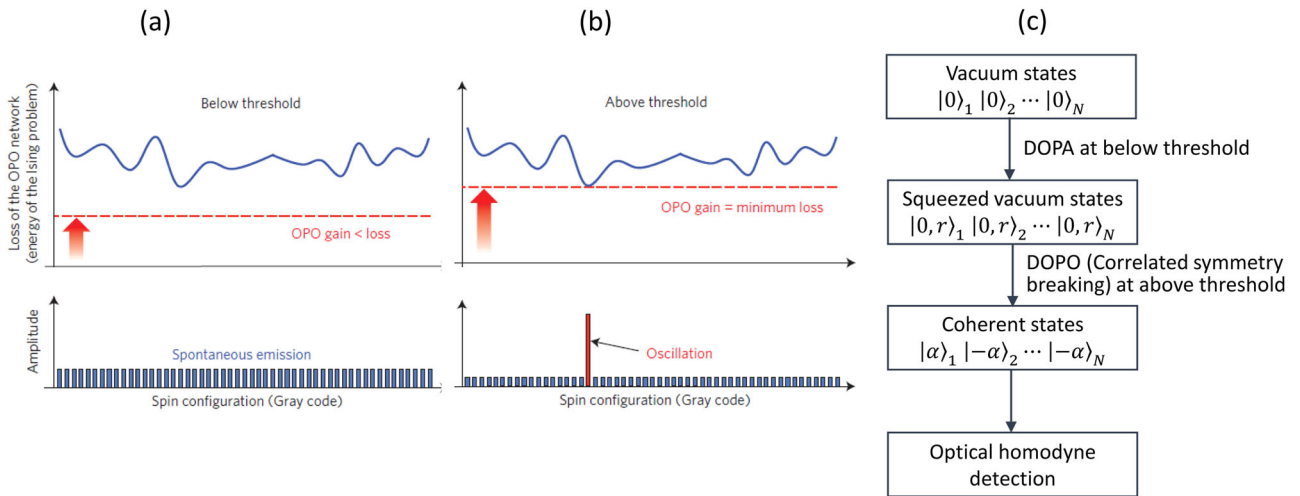 (a)
Loss of the OPO network
(energy of the Ising problem)
Below threshold
OPO gain < loss
Amplitude
Spontaneous emission
Spin configuration (Gray code)
(b)
Above threshold
OPO gain = minimum loss
Oscillation
Spin configuration (Gray code)
(c)
Vacuum states
|0⟩₁ |0⟩₂ ⋯ |0⟩_N
DOPA at below threshold
Squeezed vacuum states
|0, r⟩₁ |0, r⟩₂ ⋯ |0, r⟩_N
DOPO (Correlated symmetry
breaking) at above threshold
Coherent states
|α⟩₁ |−α⟩₂ ⋯ |−α⟩_N
Optical homodyne
detection